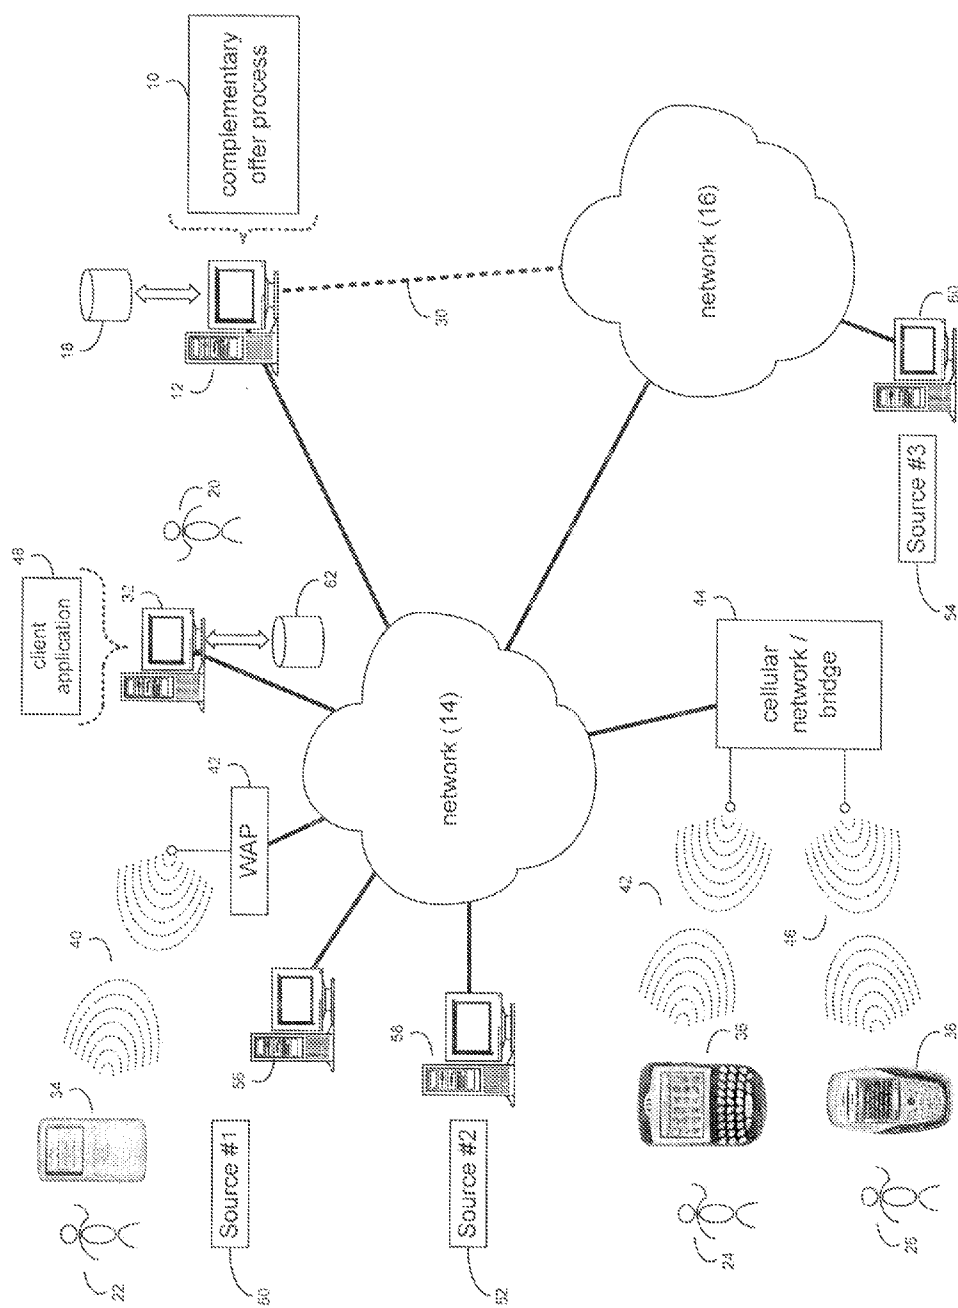 48
client
application
34
18
40
32
10
22
12
complementary
offer process
42
20
WAP
Source #1
56
50
62
58
30
network (14)
Source #2
52
network (16)
42
44
24
38
cellular
network /
bridge
46
26
36
Source #3
54
60